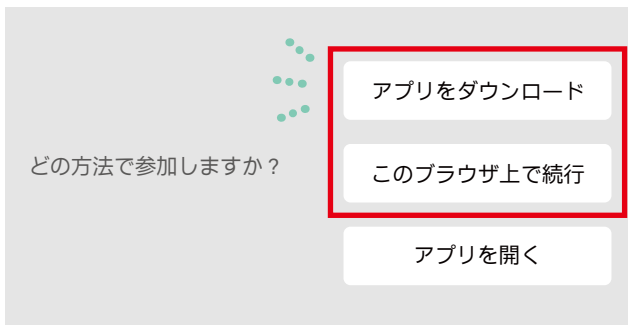 アプリをダウンロード
どの方法で参加しますか？
このブラウザ上で続行
アプリを開く